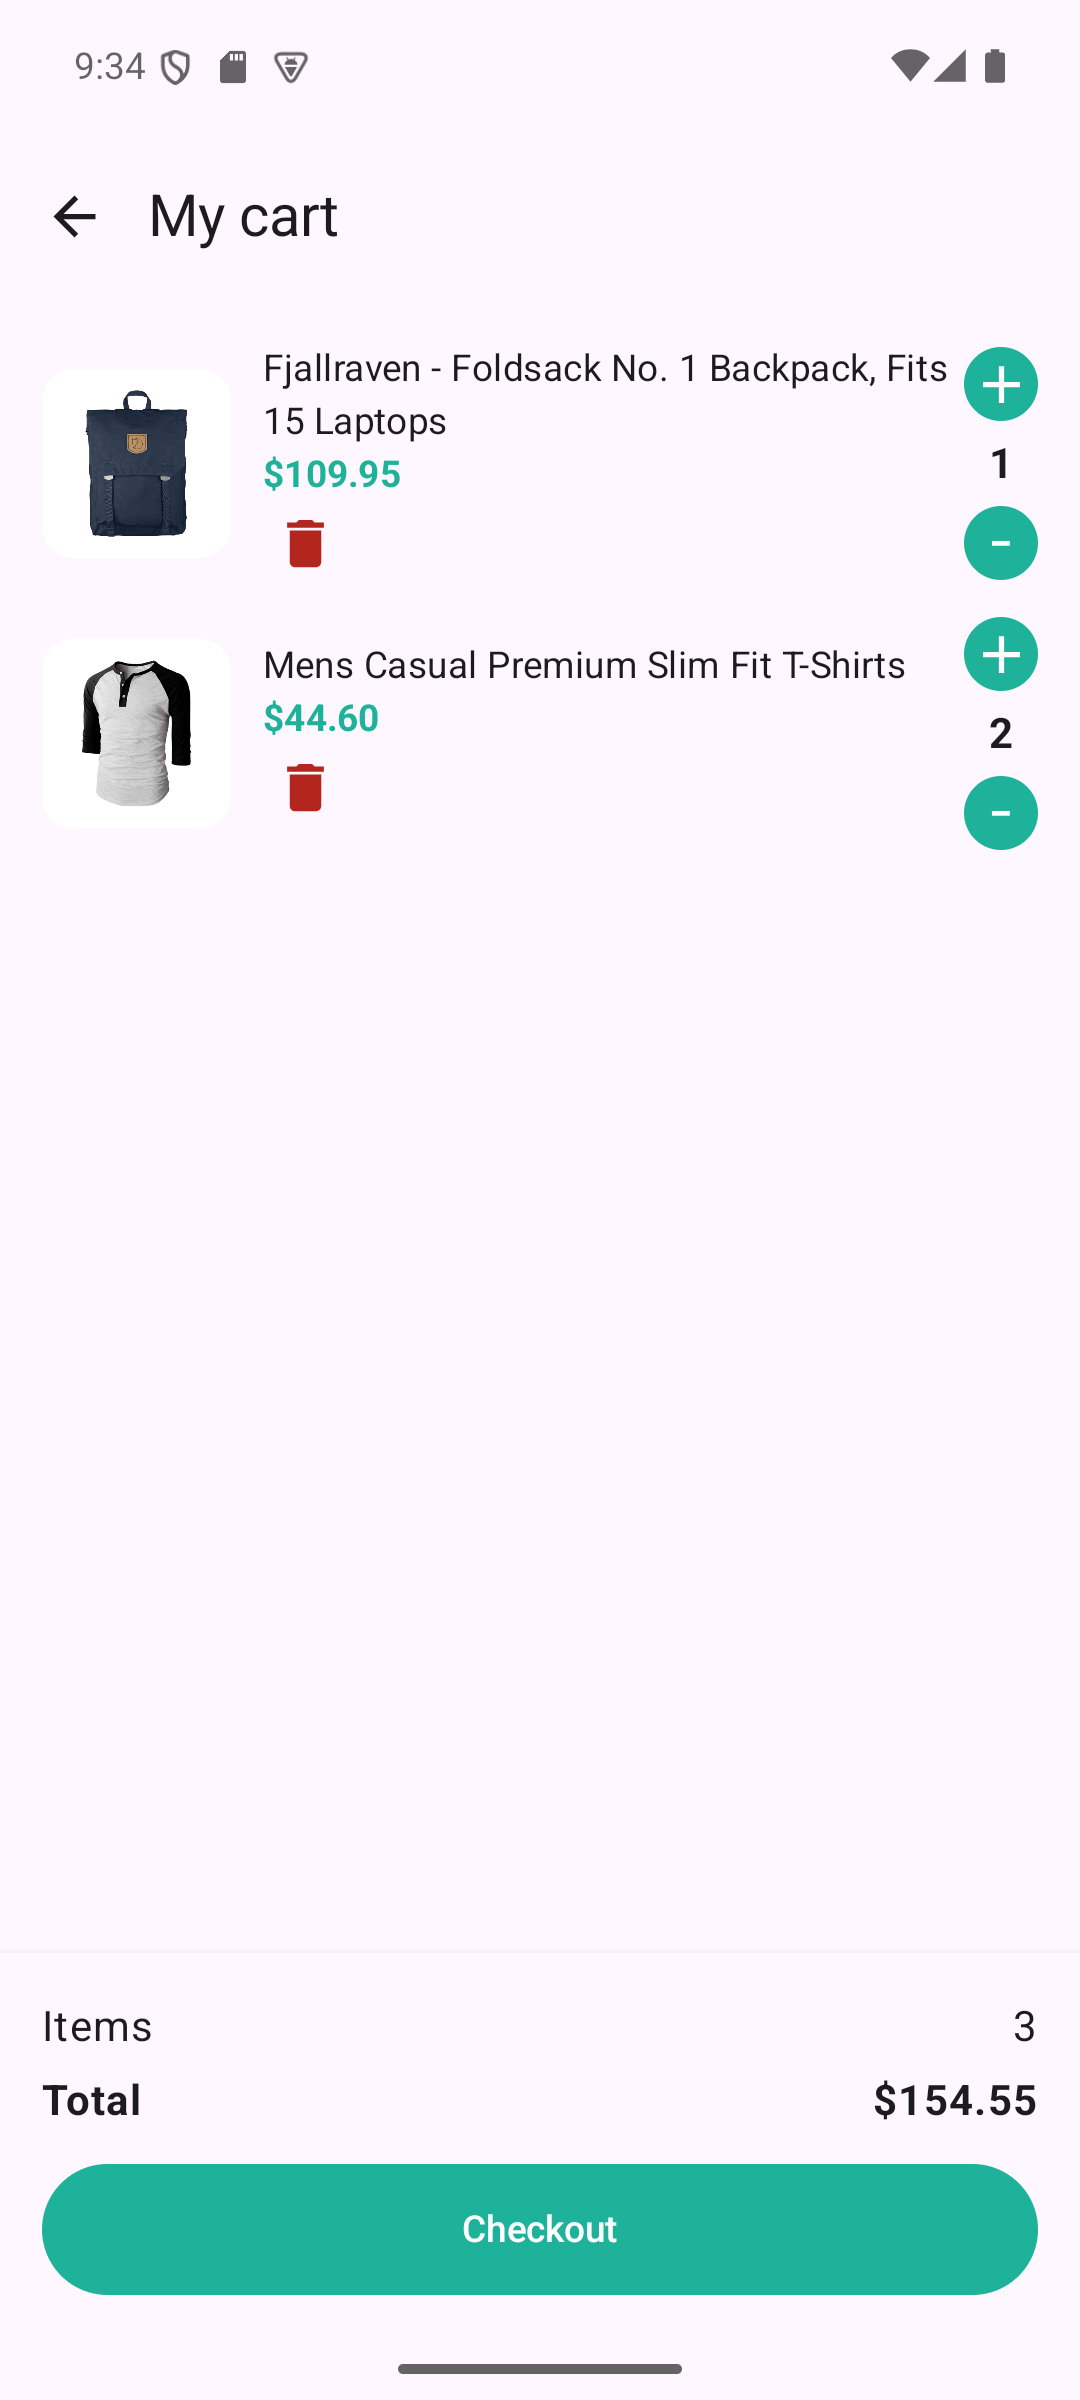 9:34
My cart
Fjallraven - Foldsack No. 1 Backpack, Fits
15 Laptops
$109.95
+
1
-
Mens Casual Premium Slim Fit T-Shirts
$44.60
+
2
-
Items 3
Total $154.55
Checkout